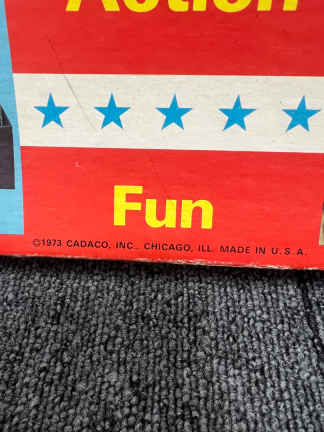 Action
Fun
©1973 CADACO, INC., CHICAGO, ILL. MADE IN U.S.A.